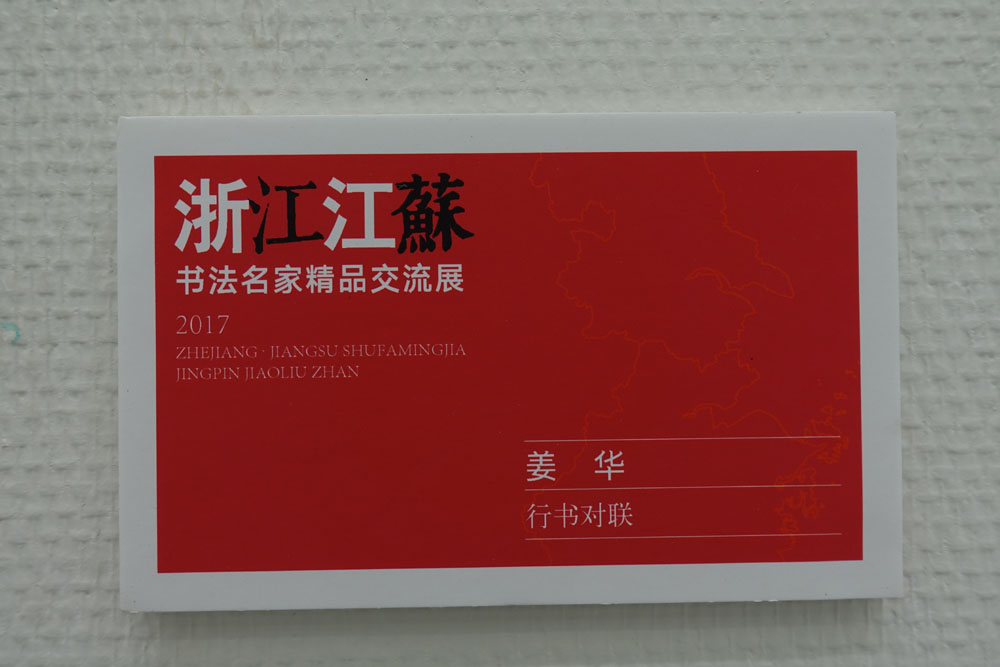 浙江江蘇
书法名家精品交流展
2017
ZHEJIANG · JIANGSU SHUFAMINGJIA
JINGPIN JIAOLIU ZHAN
姜 华
行书对联